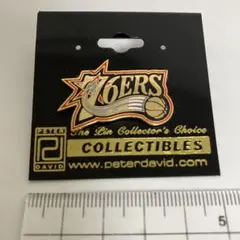 76ERS
The Pin Collector's Choice
PETER
DAVID
COLLECTIBLES
www.peterdavid.com
5